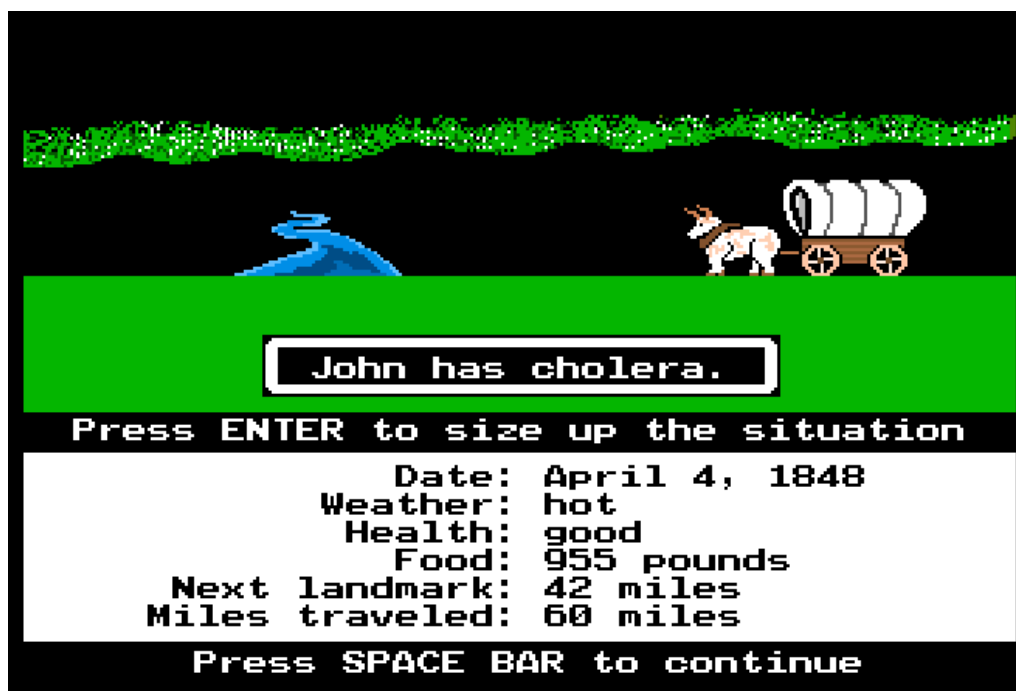 John has cholera.
Press ENTER to size up the situation
Date: April 4, 1848
Weather: hot
Health: good
Food: 955 pounds
Next landmark: 42 miles
Miles traveled: 60 miles
Press SPACE BAR to continue